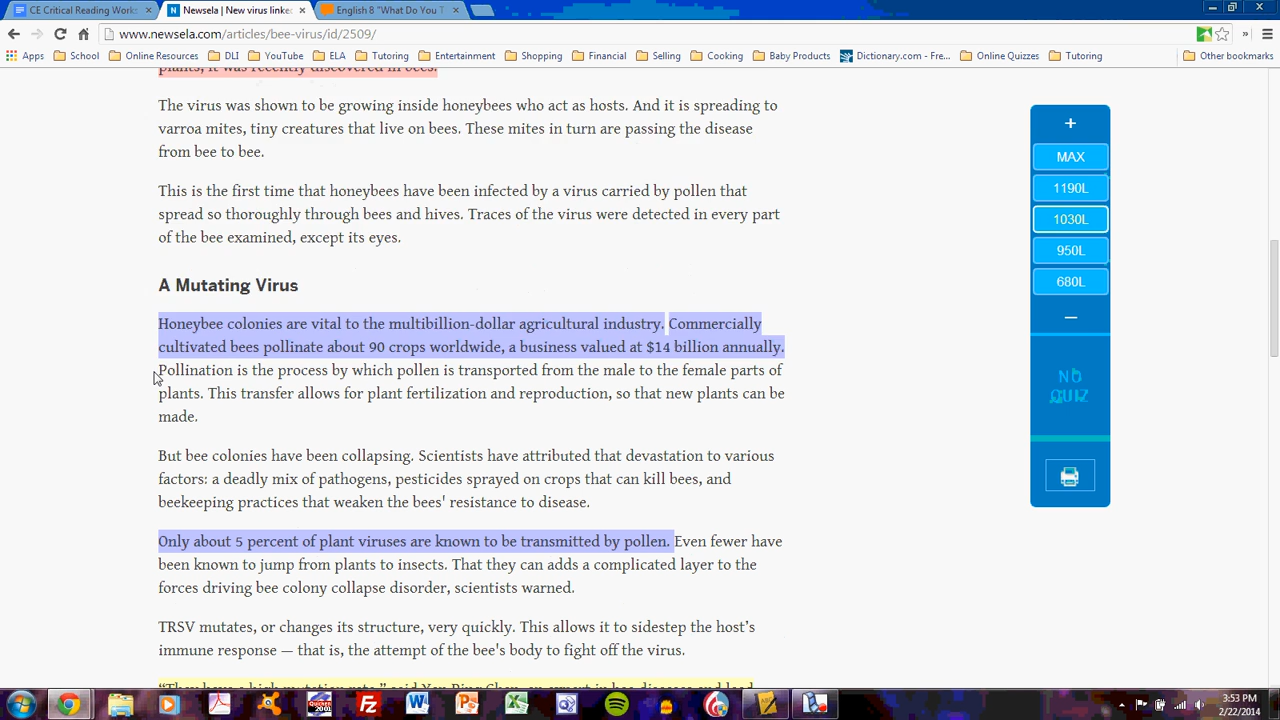 CE Critical Reading Works
Newsela | New virus linke
English 8 "What Do You T
www.newsela.com/articles/bee-virus/id/2509/
Apps School Online Resources DLI YouTube ELA Tutoring Entertainment Shopping Financial Selling Cooking Baby Products Dictionary.com - Fre... Online Quizzes Tutoring Other bookmarks
plants, it was recently discovered in bees.
The virus was shown to be growing inside honeybees who act as hosts. And it is spreading to
varroa mites, tiny creatures that live on bees. These mites in turn are passing the disease
from bee to bee.
This is the first time that honeybees have been infected by a virus carried by pollen that
spread so thoroughly through bees and hives. Traces of the virus were detected in every part
of the bee examined, except its eyes.
A Mutating Virus
Honeybee colonies are vital to the multibillion-dollar agricultural industry. Commercially
cultivated bees pollinate about 90 crops worldwide, a business valued at $14 billion annually.
Pollination is the process by which pollen is transported from the male to the female parts of
plants. This transfer allows for plant fertilization and reproduction, so that new plants can be
made.
But bee colonies have been collapsing. Scientists have attributed that devastation to various
factors: a deadly mix of pathogens, pesticides sprayed on crops that can kill bees, and
beekeeping practices that weaken the bees' resistance to disease.
Only about 5 percent of plant viruses are known to be transmitted by pollen. Even fewer have
been known to jump from plants to insects. That they can adds a complicated layer to the
forces driving bee colony collapse disorder, scientists warned.
TRSV mutates, or changes its structure, very quickly. This allows it to sidestep the host's
immune response — that is, the attempt of the bee's body to fight off the virus.
+
MAX
1190L
1030L
950L
680L
–
NO
QUIZ
3:53 PM
2/22/2014